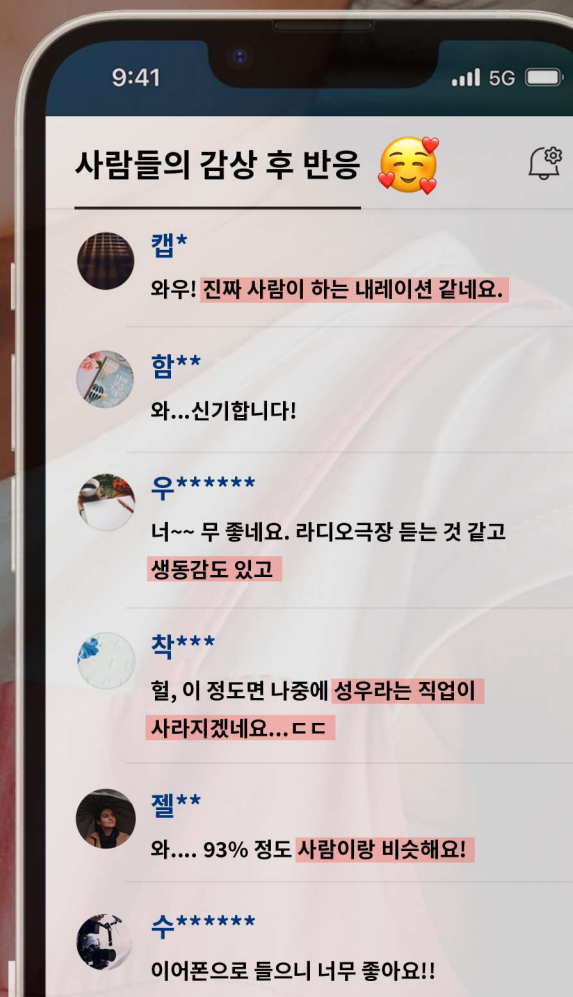 9:41
5G
사람들의 감상 후 반응
캡*
와우! 진짜 사람이 하는 내레이션 같네요.
함**
와...신기합니다!
우******
너~~ 무 좋네요. 라디오극장 듣는 것 같고
생동감도 있고
착***
헐, 이 정도면 나중에 성우라는 직업이
사라지겠네요...ㄷㄷ
젤**
와.... 93% 정도 사람이랑 비슷해요!
수******
이어폰으로 들으니 너무 좋아요!!